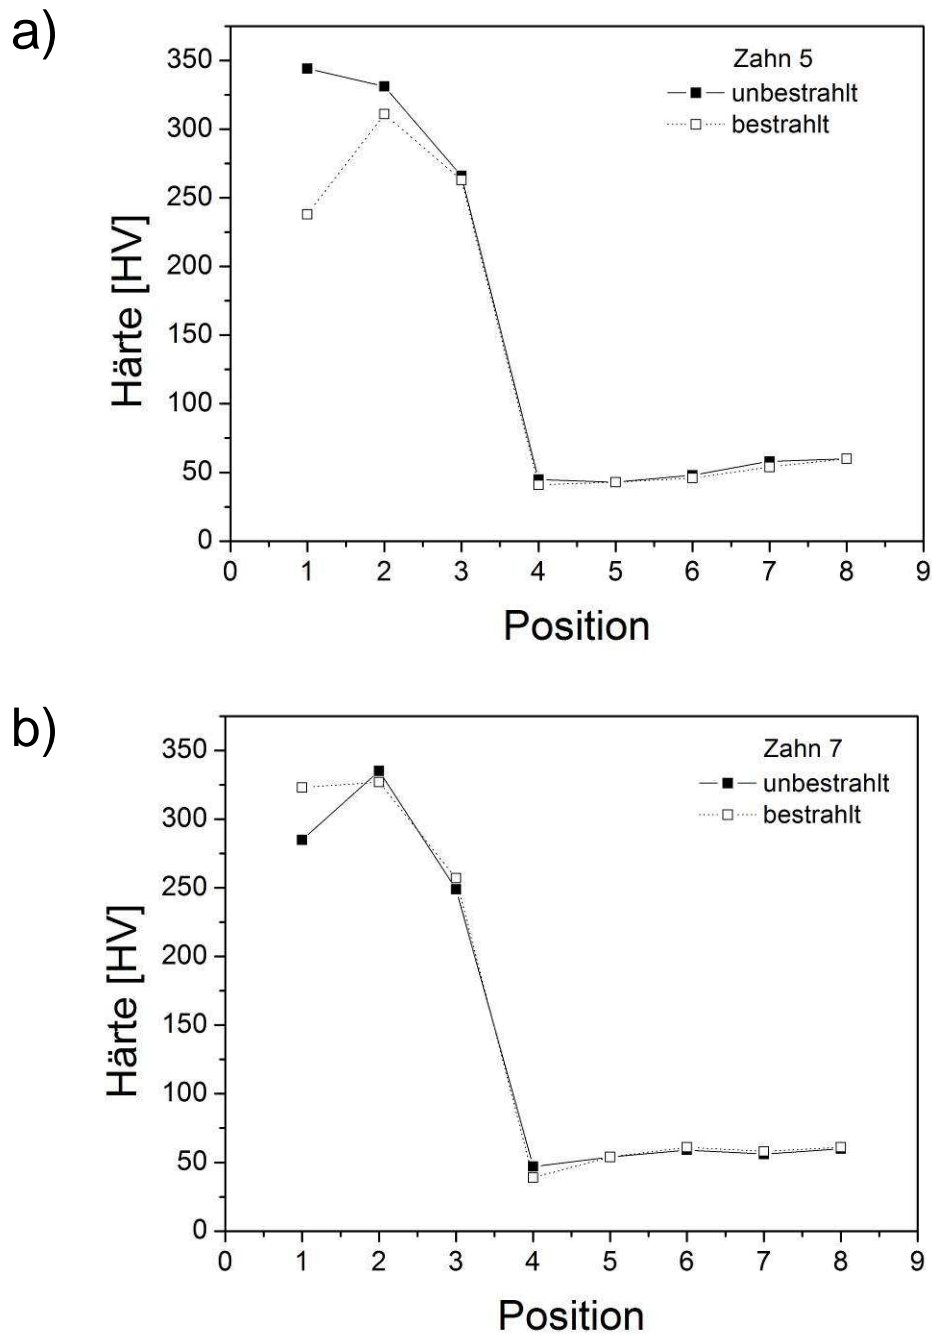 a)
Zahn 5
unbestrahlt
bestrahlt
350
300
250
200
150
100
50
0
Härte [HV]
0 1 2 3 4 5 6 7 8 9
Position
b)
Zahn 7
unbestrahlt
bestrahlt
350
300
250
200
150
100
50
0
Härte [HV]
0 1 2 3 4 5 6 7 8 9
Position